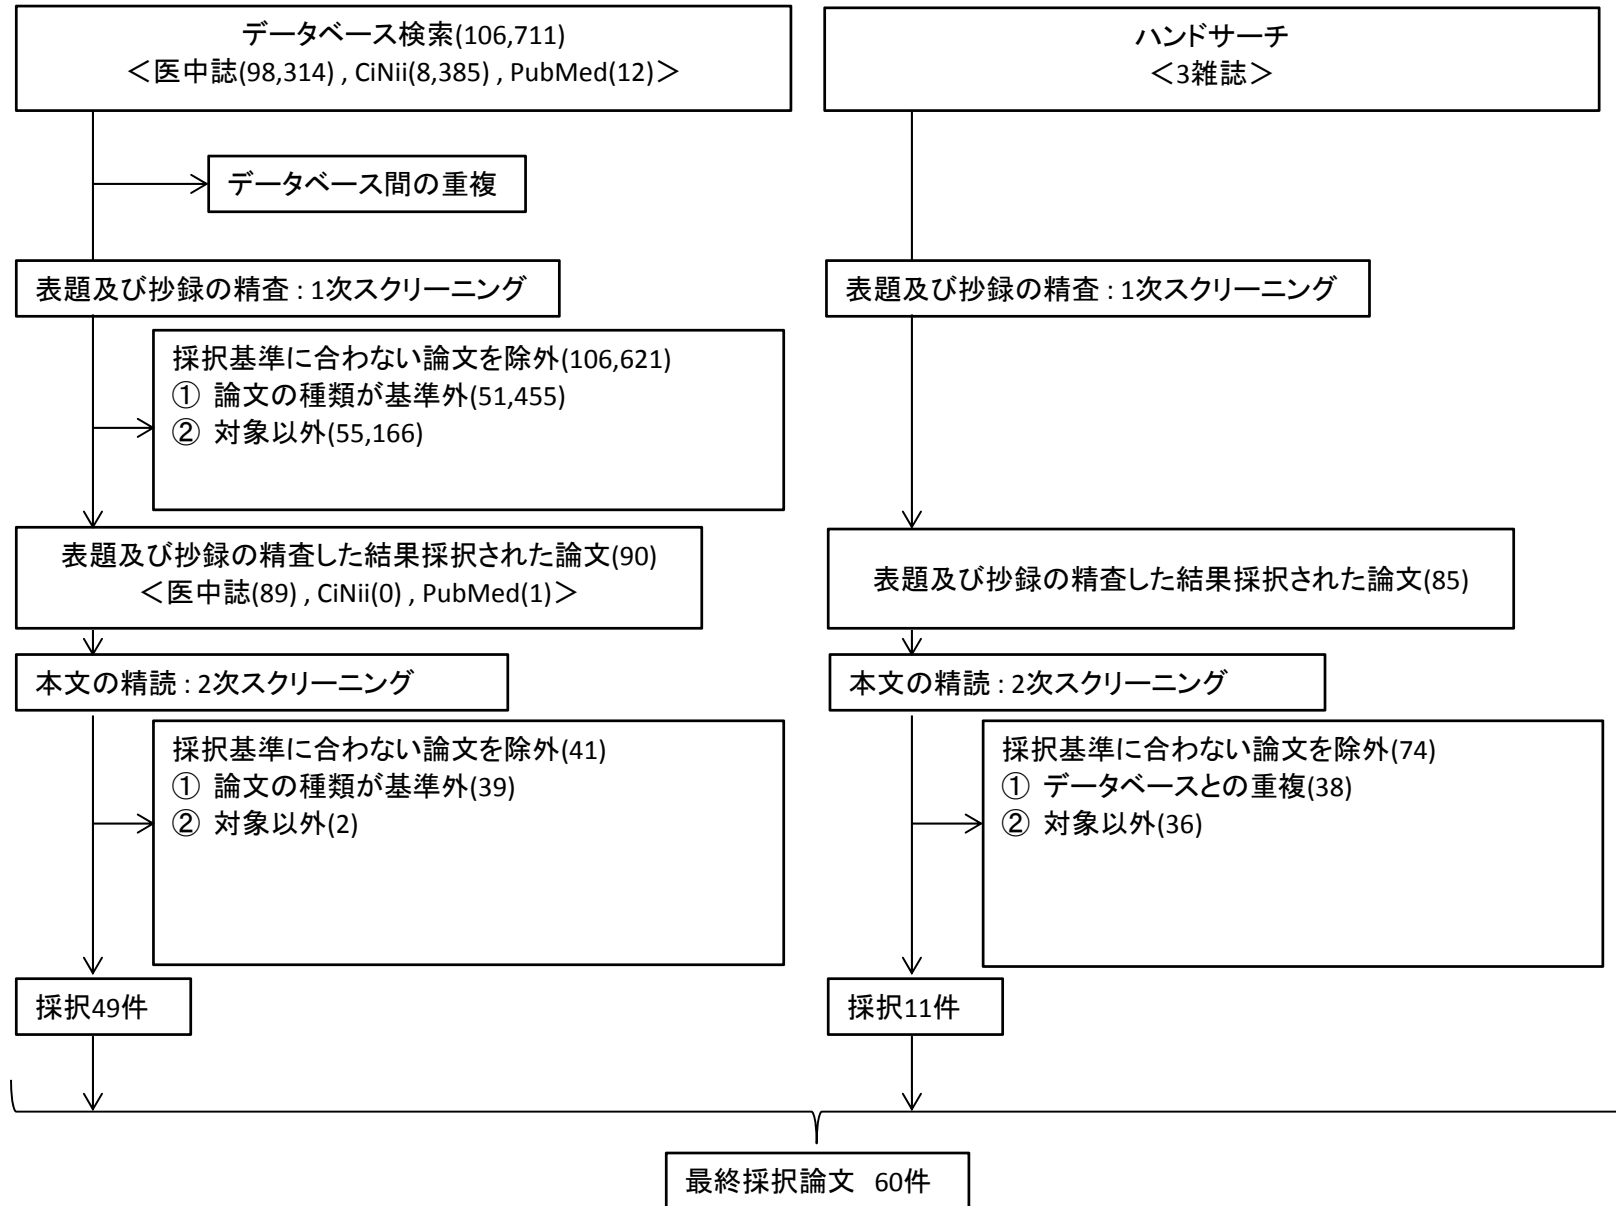 データベース検索(106,711)
＜医中誌(98,314) , CiNii(8,385) , PubMed(12)＞
ハンドサーチ
＜3雑誌＞
データベース間の重複
表題及び抄録の精査 : 1次スクリーニング
表題及び抄録の精査 : 1次スクリーニング
採択基準に合わない論文を除外(106,621)
① 論文の種類が基準外(51,455)
② 対象以外(55,166)
表題及び抄録の精査した結果採択された論文(90)
＜医中誌(89) , CiNii(0) , PubMed(1)＞
表題及び抄録の精査した結果採択された論文(85)
本文の精読 : 2次スクリーニング
本文の精読 : 2次スクリーニング
採択基準に合わない論文を除外(41)
① 論文の種類が基準外(39)
② 対象以外(2)
採択基準に合わない論文を除外(74)
① データベースとの重複(38)
② 対象以外(36)
採択49件
採択11件
最終採択論文 60件